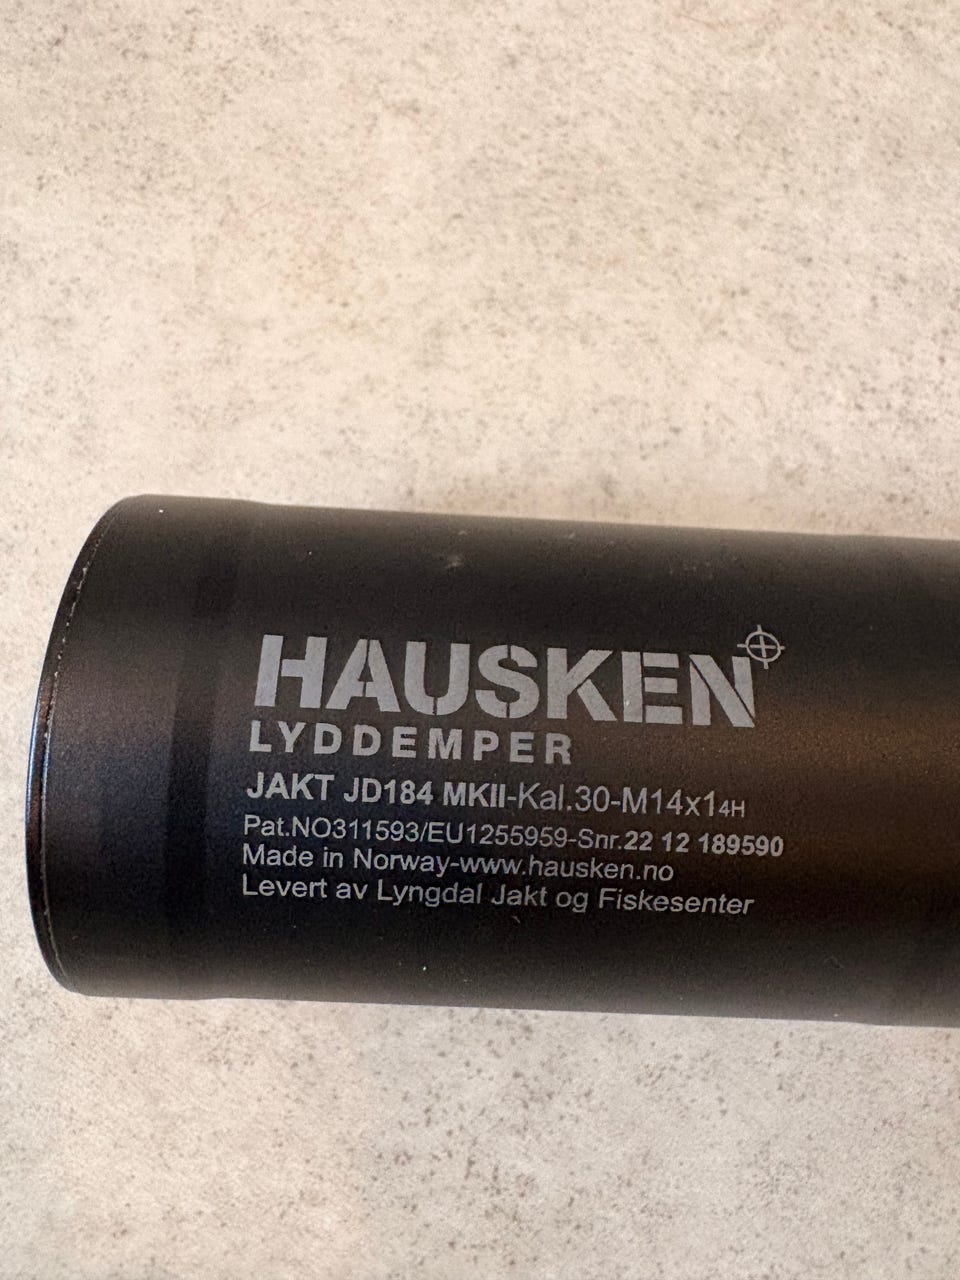 HAUSKEN
LYDDEMPER
JAKT JD184 MKII-Kal.30-M14x14H
Pat.NO311593/EU1255959-Snr.22 12 189590
Made in Norway-www.hausken.no
Levert av Lyngdal Jakt og Fiskesenter